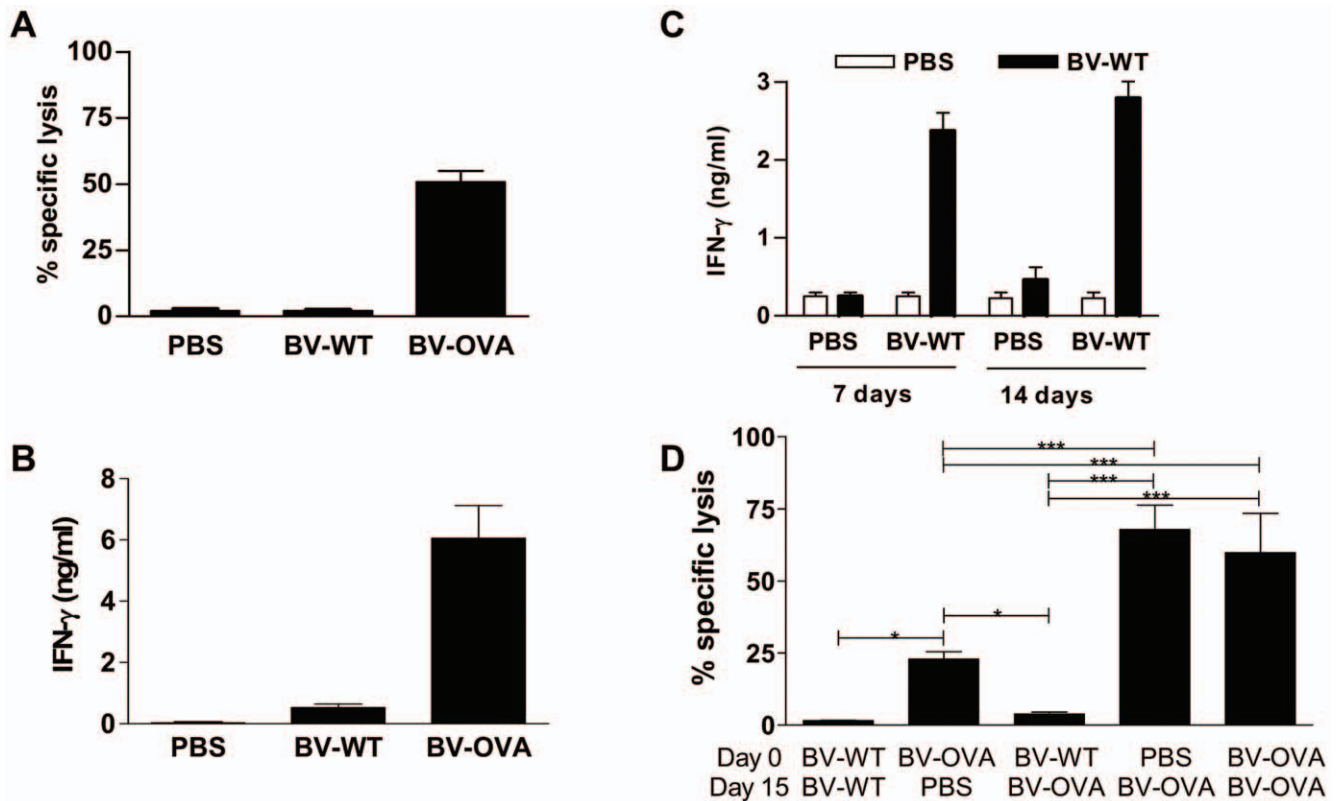 A
% specific lysis
100
75
50
25
0
PBS BV-WT BV-OVA
B
IFN-γ (ng/ml)
8
6
4
2
0
PBS BV-WT BV-OVA
C
PBS BV-WT
IFN-γ (ng/ml)
3
2
1
0
PBS BV-WT PBS BV-WT
7 days 14 days
D
% specific lysis
100
75
50
25
0
***
***
***
***
*
*
Day 0 BV-WT BV-OVA BV-WT PBS BV-OVA
Day 15 BV-WT PBS BV-OVA BV-OVA BV-OVA